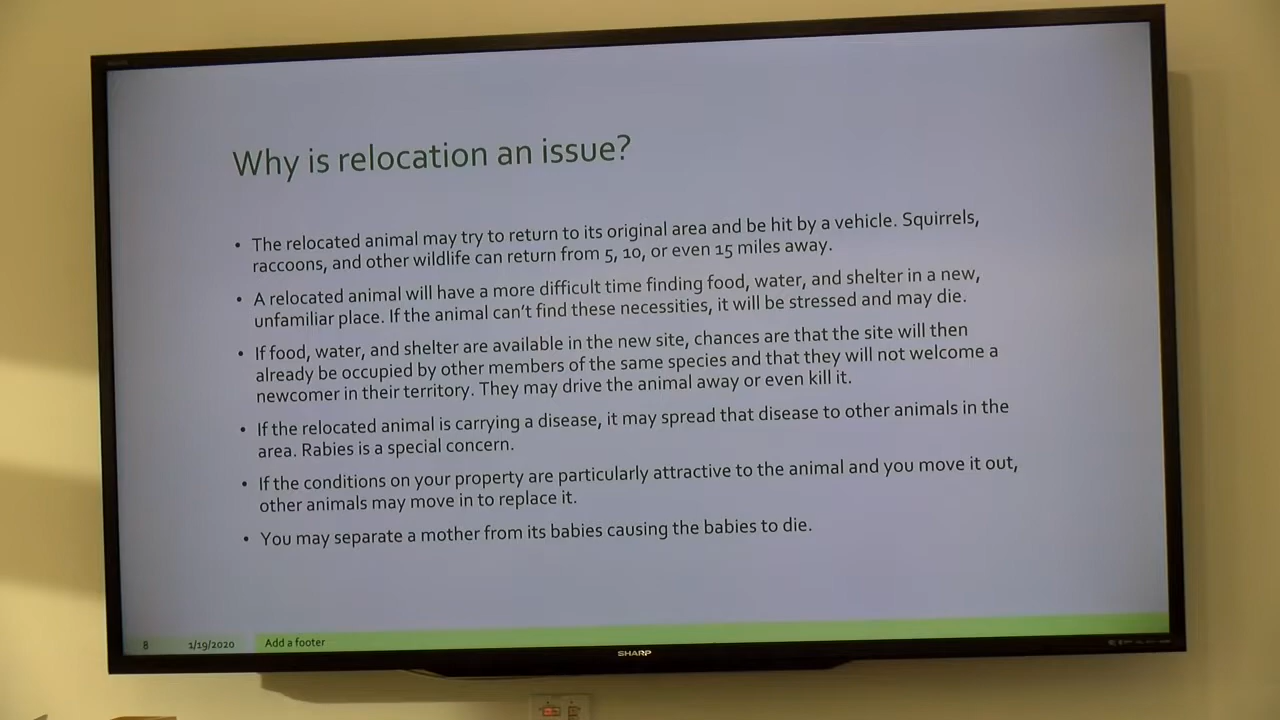 Why is relocation an issue?
• The relocated animal may try to return to its original area and be hit by a vehicle. Squirrels,
raccoons, and other wildlife can return from 5, 10, or even 15 miles away.
• A relocated animal will have a more difficult time finding food, water, and shelter in a new,
unfamiliar place. If the animal can't find these necessities, it will be stressed and may die.
• If food, water, and shelter are available in the new site, chances are that the site will then
already be occupied by other members of the same species and that they will not welcome a
newcomer in their territory. They may drive the animal away or even kill it.
• If the relocated animal is carrying a disease, it may spread that disease to other animals in the
area. Rabies is a special concern.
• If the conditions on your property are particularly attractive to the animal and you move it out,
other animals may move in to replace it.
• You may separate a mother from its babies causing the babies to die.
8 1/19/2020 Add a footer
SHARP